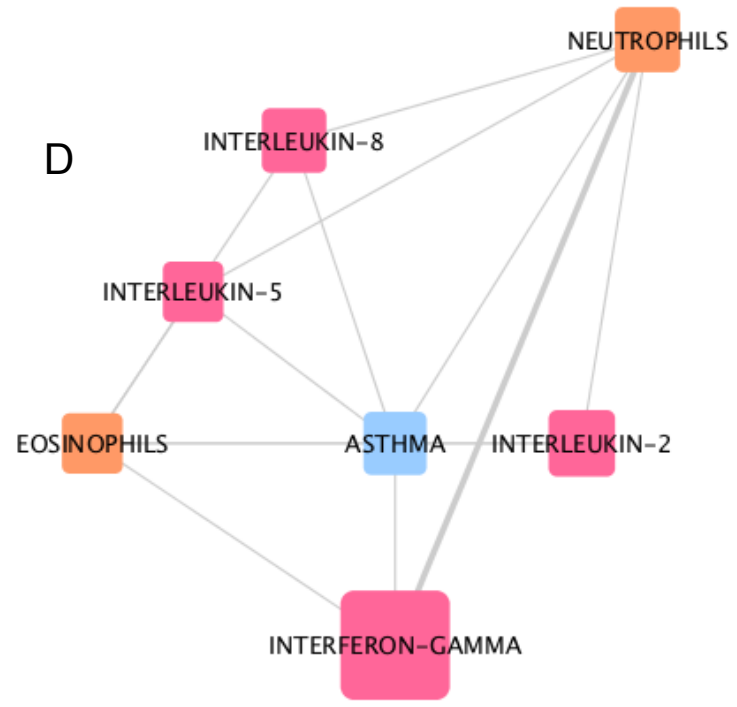 NEUTROPHILS
INTERLEUKIN-8
D
INTERLEUKIN-5
EOSINOPHILS
ASTHMA
INTERLEUKIN-2
INTERFERON-GAMMA